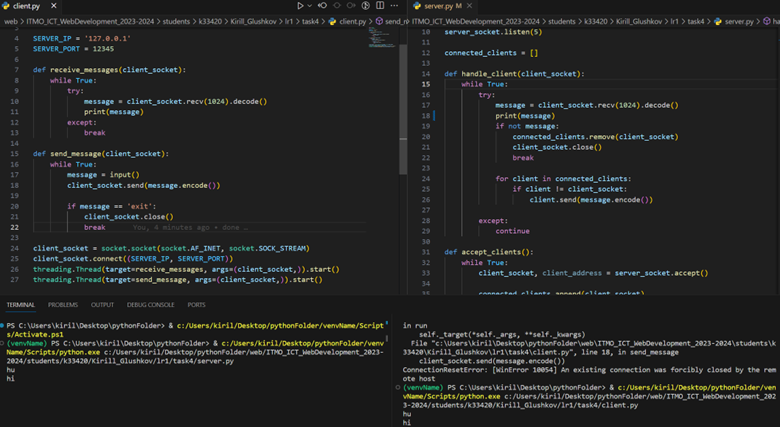 client.py
ITMO_ICT_WebDevelopment_2023-2024 > students > k33420 > Kirill_Glushkov > lr1 > task4 > client.py >
4 SERVER_IP = '127.0.0.1'
5 SERVER_PORT = 12345
6
7 def receive_messages(client_socket):
8 while True:
9 try:
10 message = client_socket.recv(1024).decode()
11 print(message)
12 except:
13 break
14
15 def send_message(client_socket):
16 while True:
17 message = input()
18 client_socket.send(message.encode())
19
20 if message == 'exit':
21 client_socket.close()
22 break You, 4 minutes ago • done …
23
24 client_socket = socket.socket(socket.AF_INET, socket.SOCK_STREAM)
25 client_socket.connect((SERVER_IP, SERVER_PORT))
26 threading.Thread(target=receive_messages, args=(client_socket,)).start()
27 threading.Thread(target=send_message, args=(client_socket,)).start()
server.py M
ITMO_ICT_WebDevelopment_2023-2024 > students > k33420 > Kirill_Glushkov > lr1 > task4 > server.py >
10 server_socket.listen(5)
11
12 connected_clients = []
13
14 def handle_client(client_socket):
15 while True:
16 try:
17 message = client_socket.recv(1024).decode()
18 print(message)
19 if not message:
20 connected_clients.remove(client_socket)
21 client_socket.close()
22 break
23
24 for client in connected_clients:
25 if client != client_socket:
26 client.send(message.encode())
27
28 except:
29 continue
30
31 def accept_clients():
32 while True:
33 client_socket, client_address = server_socket.accept()
TERMINAL PROBLEMS OUTPUT DEBUG CONSOLE PORTS
PS C:\Users\kiril\Desktop\pythonFolder> & c:/Users/kiril/Desktop/pythonFolder/venvName/Script
s/Activate.ps1
(venvName) PS C:\Users\kiril\Desktop\pythonFolder> & c:/Users/kiril/Desktop/pythonFolder/venv
Name/Scripts/python.exe c:/Users/kiril/Desktop/pythonFolder/web/ITMO_ICT_WebDevelopment_2023-
2024/students/k33420/Kirill_Glushkov/lr1/task4/server.py
hu
hi
in run
self._target(*self._args, **self._kwargs)
File "c:\Users\kiril\Desktop\pythonFolder\web\ITMO_ICT_WebDevelopment_2023-2024\students\k
33420\Kirill_Glushkov\lr1\task4\client.py", line 18, in send_message
client_socket.send(message.encode())
ConnectionResetError: [WinError 10054] An existing connection was forcibly closed by the rem
ote host
(venvName) PS C:\Users\kiril\Desktop\pythonFolder> & c:/Users/kiril/Desktop/pythonFolder/ven
vName/Scripts/python.exe c:/Users/kiril/Desktop/pythonFolder/web/ITMO_ICT_WebDevelopment_202
3-2024/students/k33420/Kirill_Glushkov/lr1/task4/client.py
hu
hi